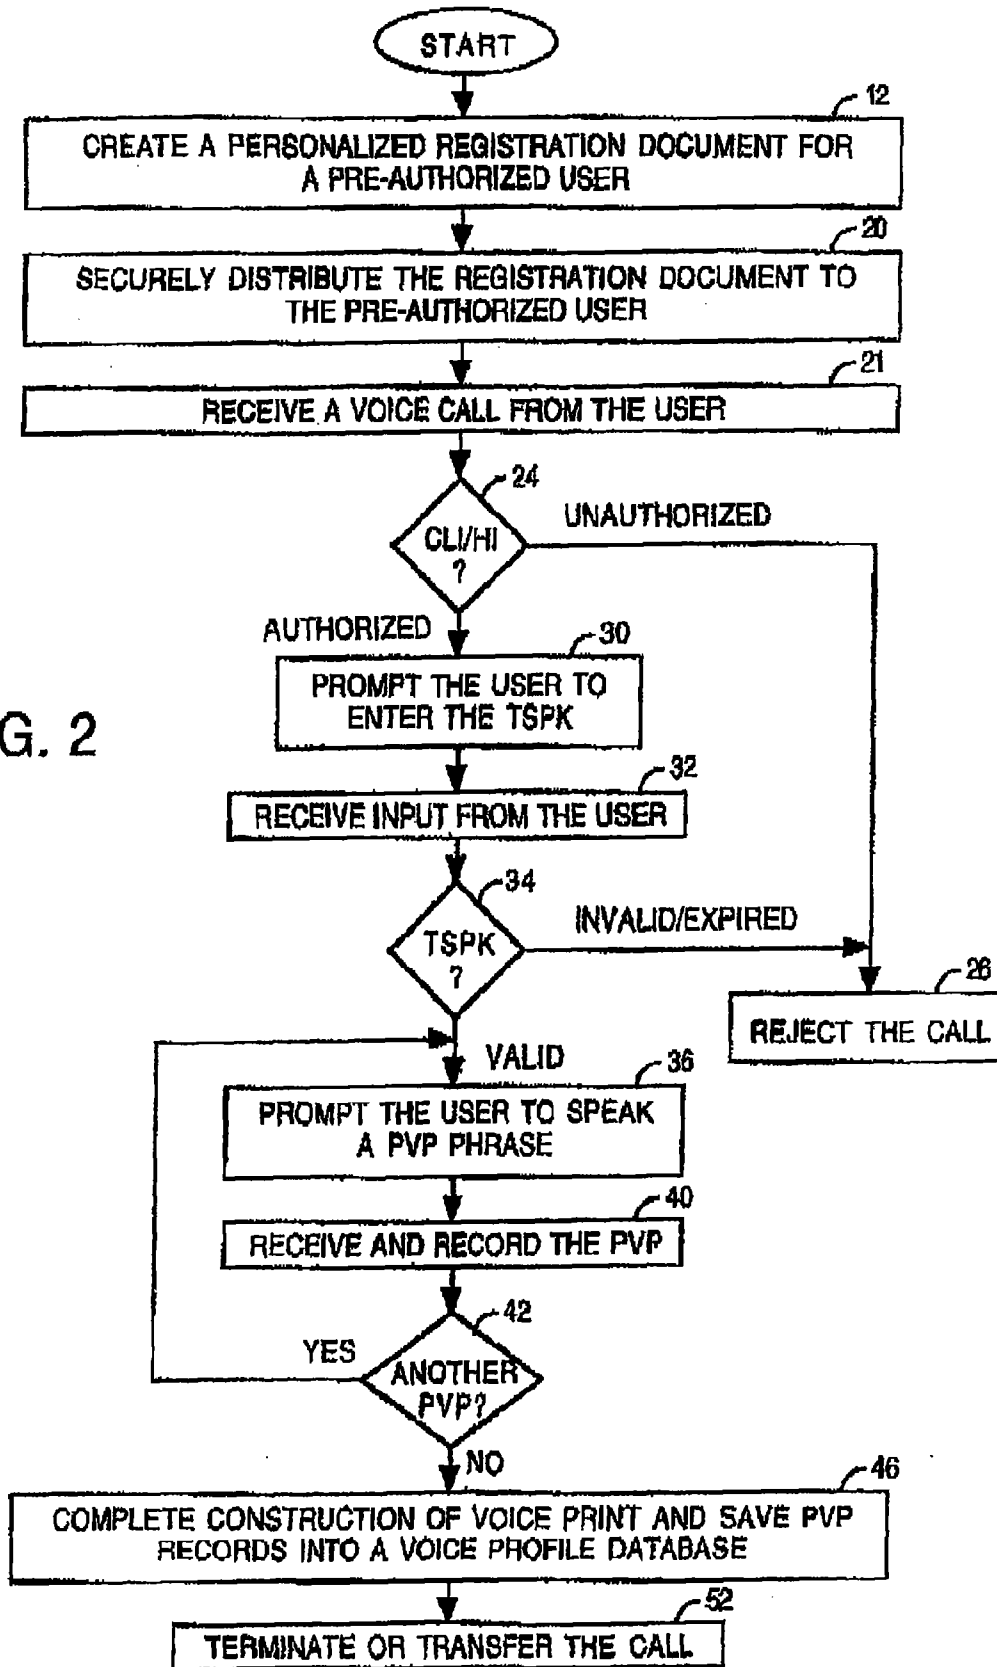 START
12
CREATE A PERSONALIZED REGISTRATION DOCUMENT FOR
A PRE-AUTHORIZED USER
20
SECURELY DISTRIBUTE THE REGISTRATION DOCUMENT TO
THE PRE-AUTHORIZED USER
21
RECEIVE A VOICE CALL FROM THE USER
24
CLI/HI
?
UNAUTHORIZED
AUTHORIZED
30
PROMPT THE USER TO
ENTER THE TSPK
G. 2
32
RECEIVE INPUT FROM THE USER
34
TSPK
?
INVALID/EXPIRED
26
REJECT THE CALL
VALID
36
PROMPT THE USER TO SPEAK
A PVP PHRASE
40
RECEIVE AND RECORD THE PVP
42
YES
ANOTHER
PVP?
NO
46
COMPLETE CONSTRUCTION OF VOICE PRINT AND SAVE PVP
RECORDS INTO A VOICE PROFILE DATABASE
52
TERMINATE OR TRANSFER THE CALL